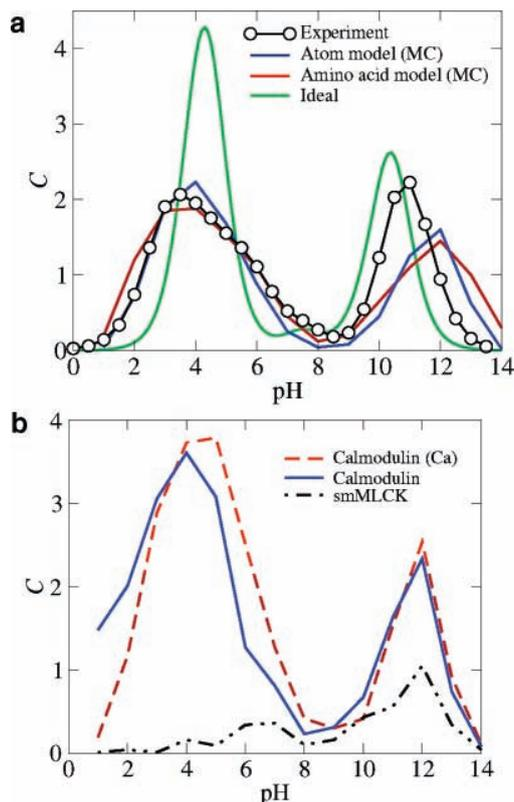 a
Experiment
Atom model (MC)
Amino acid model (MC)
Ideal
4
3
2
1
0
C
0 2 4 6 8 10 12 14
pH
b
Calmodulin (Ca)
Calmodulin
smMLCK
4
3
2
1
0
C
0 2 4 6 8 10 12 14
pH